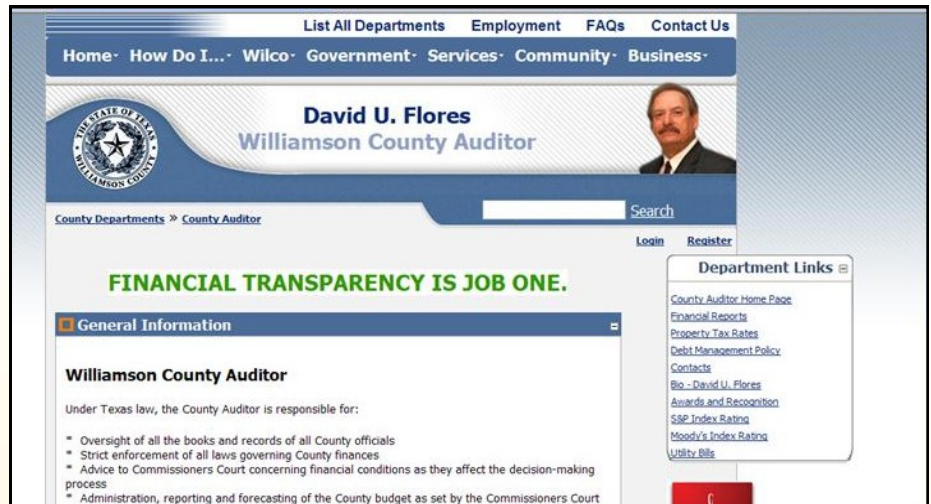 List All Departments Employment FAQs Contact Us
Home How Do I... Wilco Government Services Community Business
THE STATE OF TEXAS
WILLIAMSON COUNTY
David U. Flores
Williamson County Auditor
Search
County Departments » County Auditor
Login Register
FINANCIAL TRANSPARENCY IS JOB ONE.
General Information
Williamson County Auditor
Under Texas law, the County Auditor is responsible for:
* Oversight of all the books and records of all County officials
* Strict enforcement of all laws governing County finances
* Advice to Commissioners Court concerning financial conditions as they affect the decision-making
process
* Administration, reporting and forecasting of the County budget as set by the Commissioners Court
Department Links
County Auditor Home Page
Financial Reports
Property Tax Rates
Debt Management Policy
Contacts
Bio - David U. Flores
Awards and Recognition
S&P Index Rating
Moody's Index Rating
Utility Bills